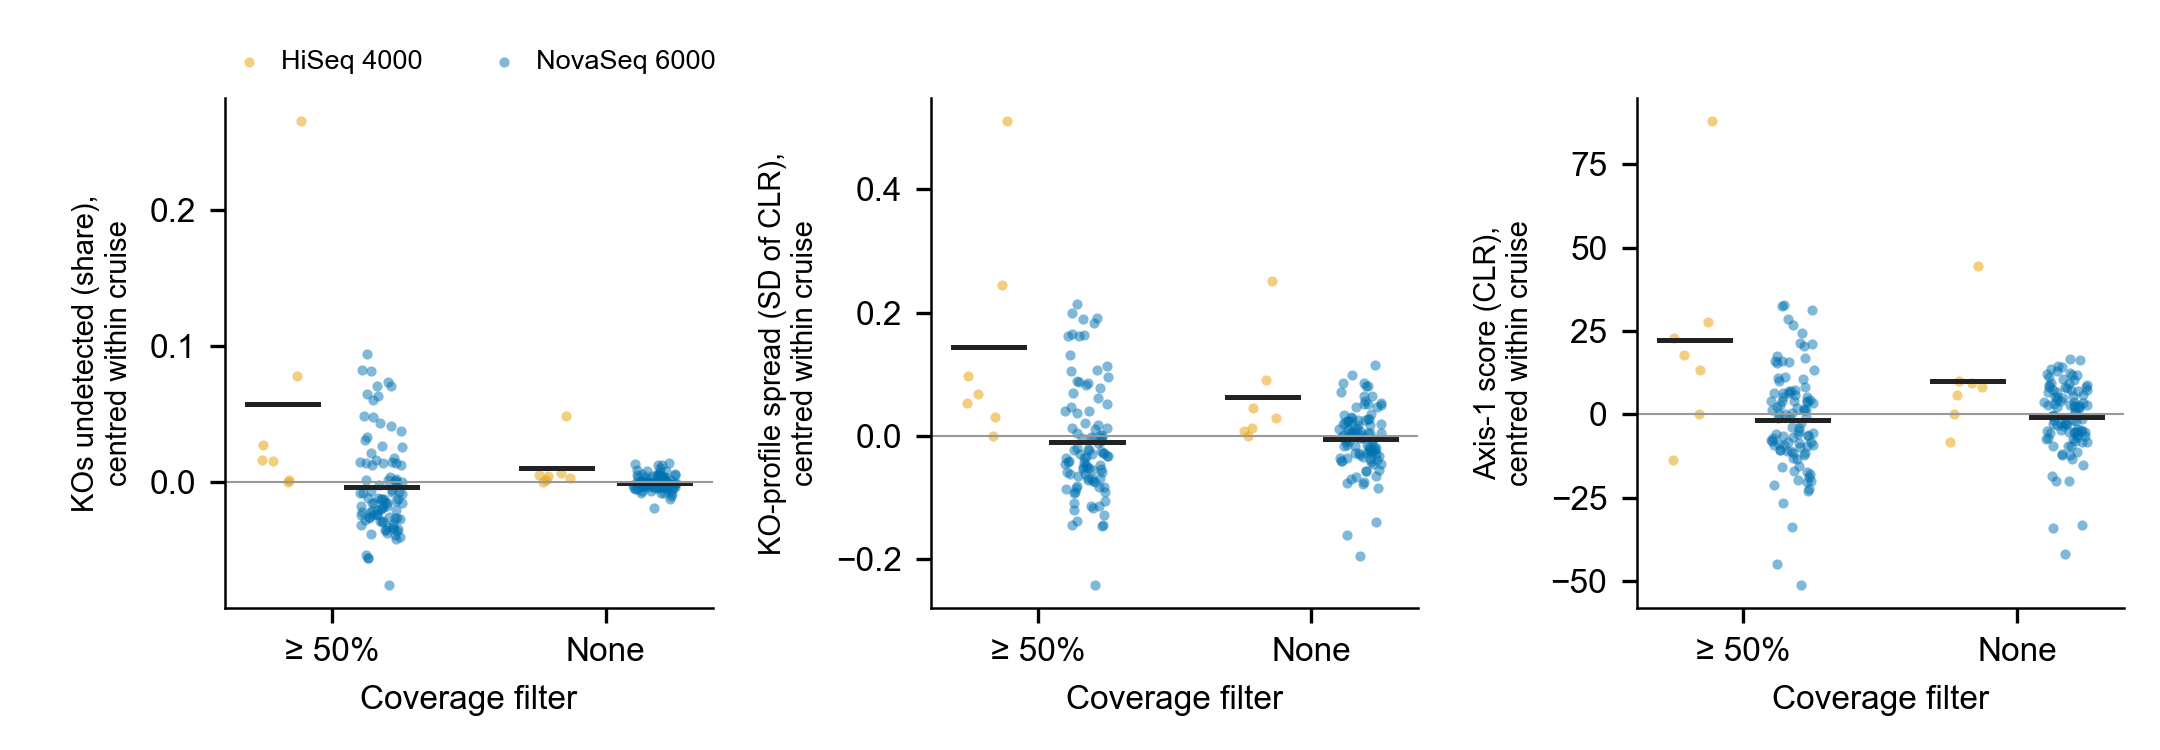 HiSeq 4000
NovaSeq 6000
KOs undetected (share),
centred within cruise
0.2
0.1
0.0
≥ 50%
None
Coverage filter
KO-profile spread (SD of CLR),
centred within cruise
0.4
0.2
0.0
−0.2
≥ 50%
None
Coverage filter
Axis-1 score (CLR),
centred within cruise
75
50
25
0
−25
−50
≥ 50%
None
Coverage filter